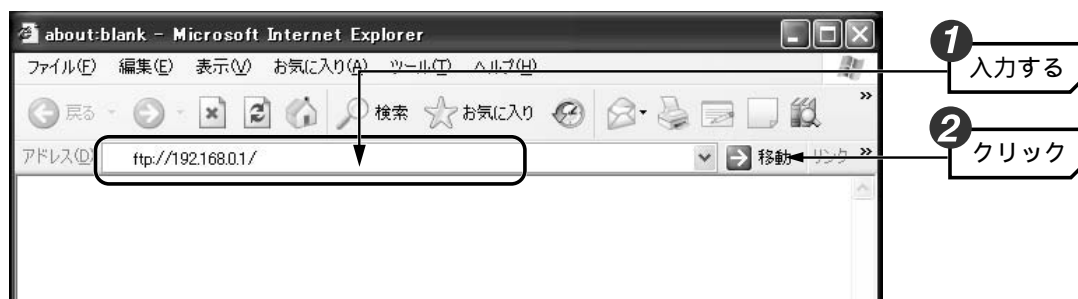 about:blank - Microsoft Internet Explorer
❶
入力する
ファイル(F) 編集(E) 表示(V) お気に入り(A) ツール(T) ヘルプ(H)
戻る 検索 お気に入り »
❷
クリック
アドレス(D) ftp://192.168.0.1/ 移動 リンク »